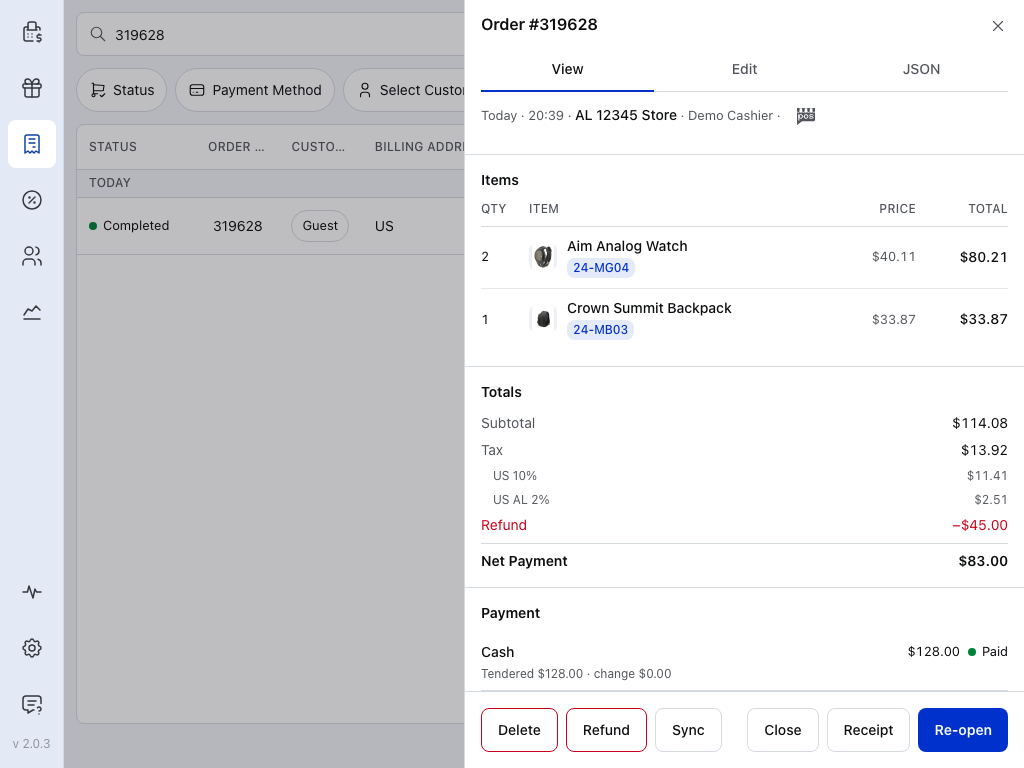 319628
Status
Payment Method
Select Custo
STATUS ORDER ... CUSTO... BILLING ADDR
TODAY
Completed 319628 Guest US
v 2.0.3
Order #319628
View Edit JSON
Today · 20:39 · AL 12345 Store · Demo Cashier · pos
Items
QTY ITEM PRICE TOTAL
2 Aim Analog Watch $40.11 $80.21
24-MG04
1 Crown Summit Backpack $33.87 $33.87
24-MB03
Totals
Subtotal $114.08
Tax $13.92
US 10% $11.41
US AL 2% $2.51
Refund −$45.00
Net Payment $83.00
Payment
Cash $128.00 Paid
Tendered $128.00 · change $0.00
Delete Refund Sync Close Receipt Re-open